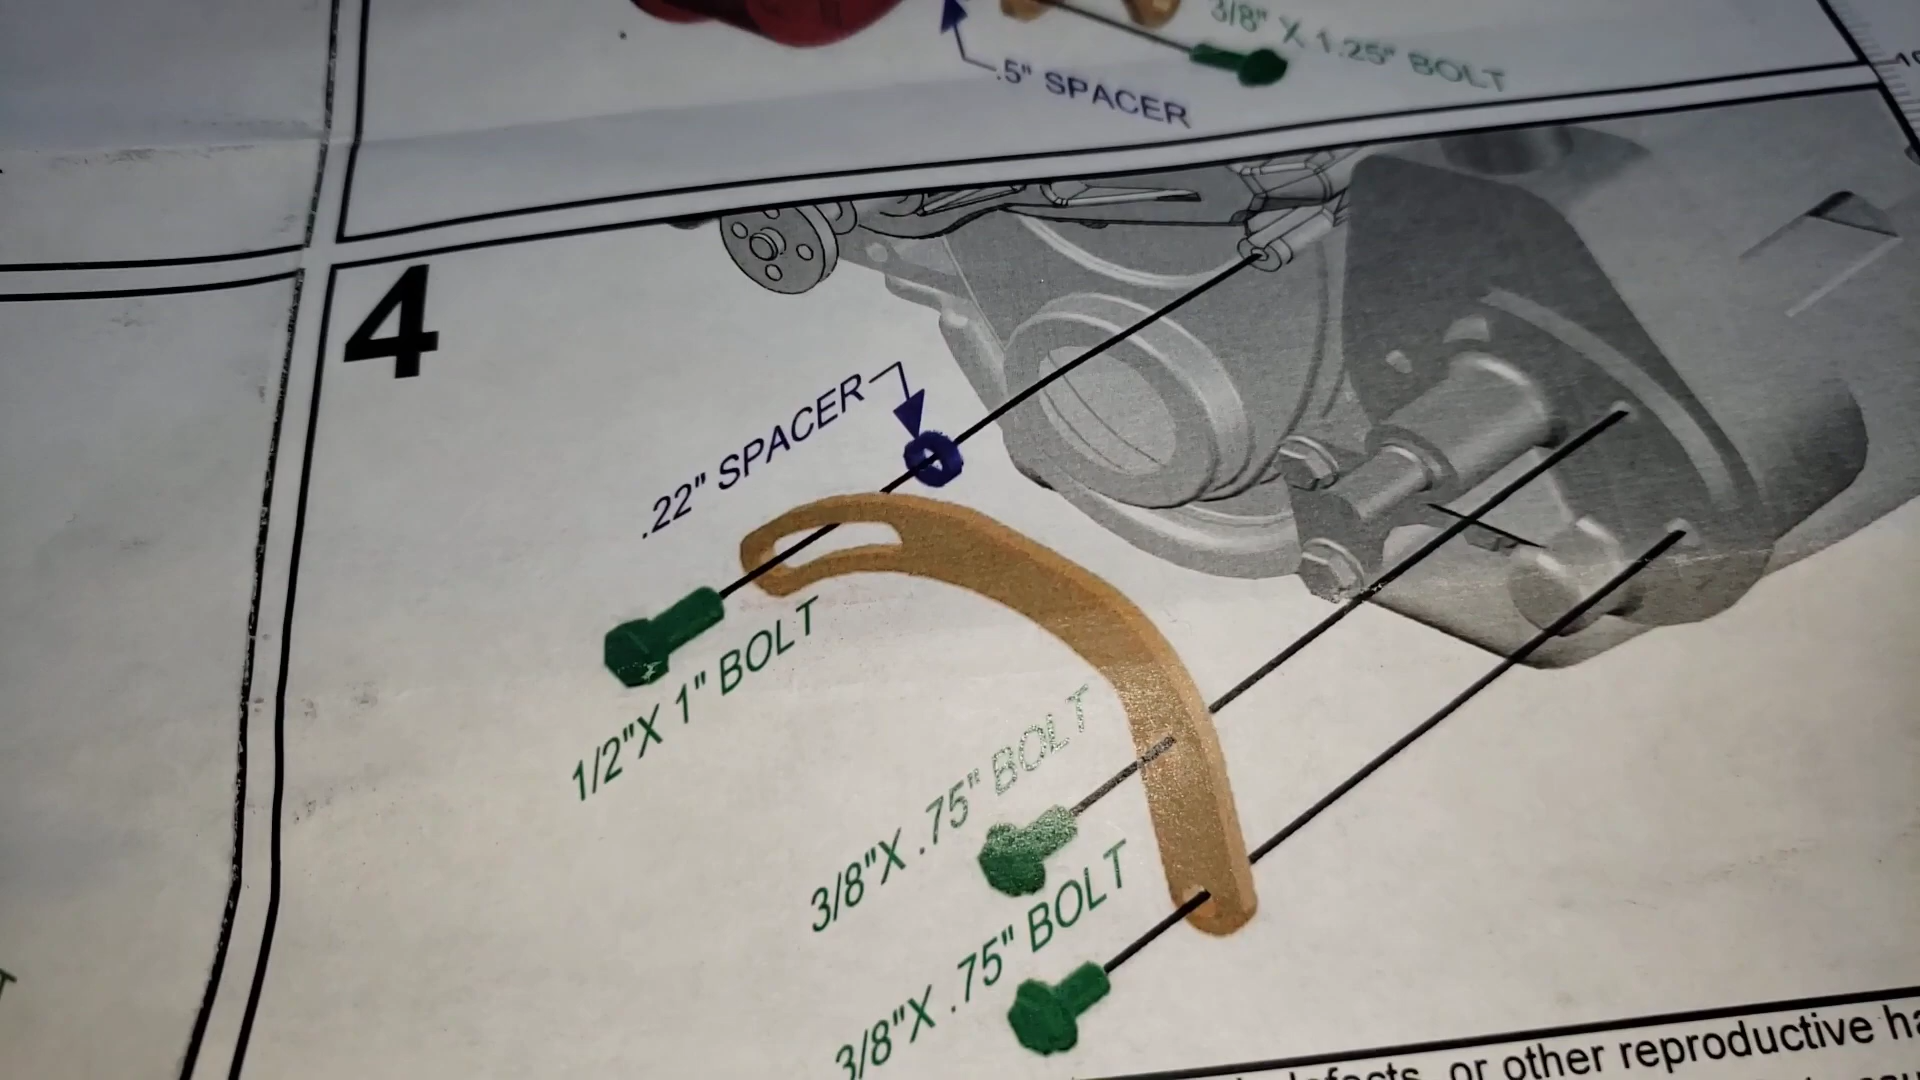 3/8" X 1.25" BOLT
.5" SPACER
4
.22" SPACER
1/2"X 1" BOLT
3/8"X .75" BOLT
3/8"X .75" BOLT
or other reproductive